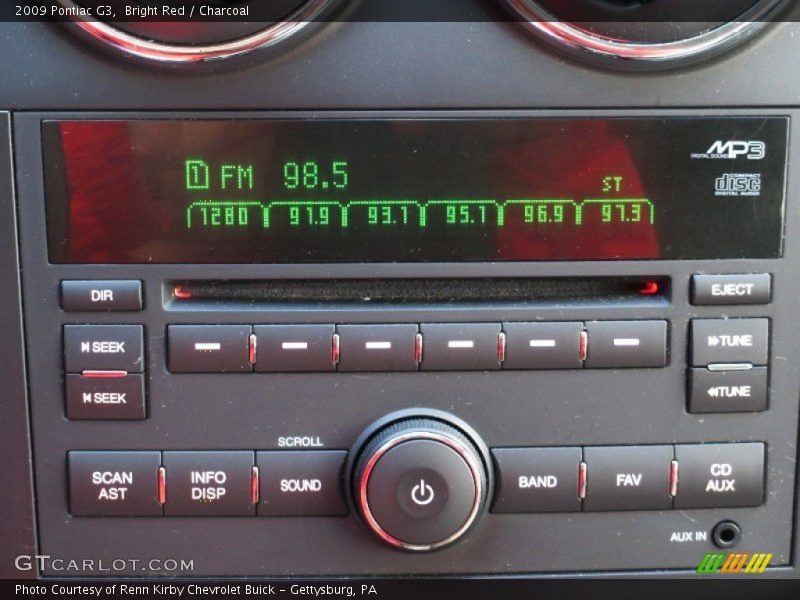 2009 Pontiac G3, Bright Red / Charcoal
1 FM 98.5
ST
1280 91.9 93.1 95.1 96.9 97.3
DIGITAL SOUND MP3
COMPACT disc DIGITAL AUDIO
DIR
EJECT
SEEK
SEEK
TUNE
TUNE
SCROLL
SCAN AST
INFO DISP
SOUND
BAND
FAV
CD AUX
AUX IN
GTCARLOT.COM
Photo Courtesy of Renn Kirby Chevrolet Buick - Gettysburg, PA